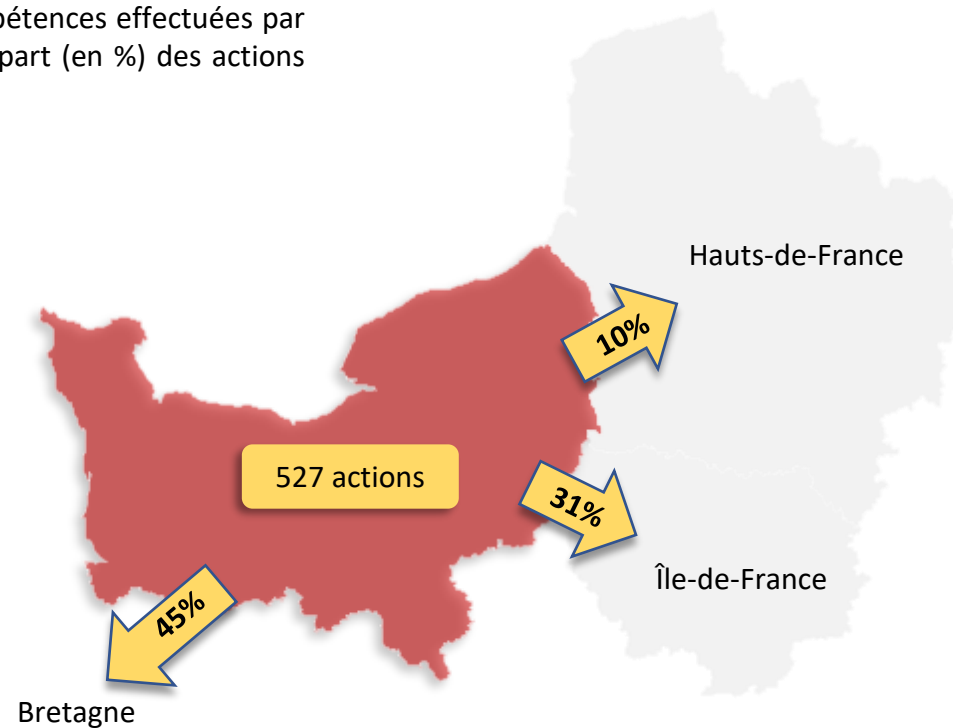 pétences effectuées par
part (en %) des actions
Hauts-de-France
10%
527 actions
31%
Île-de-France
45%
Bretagne